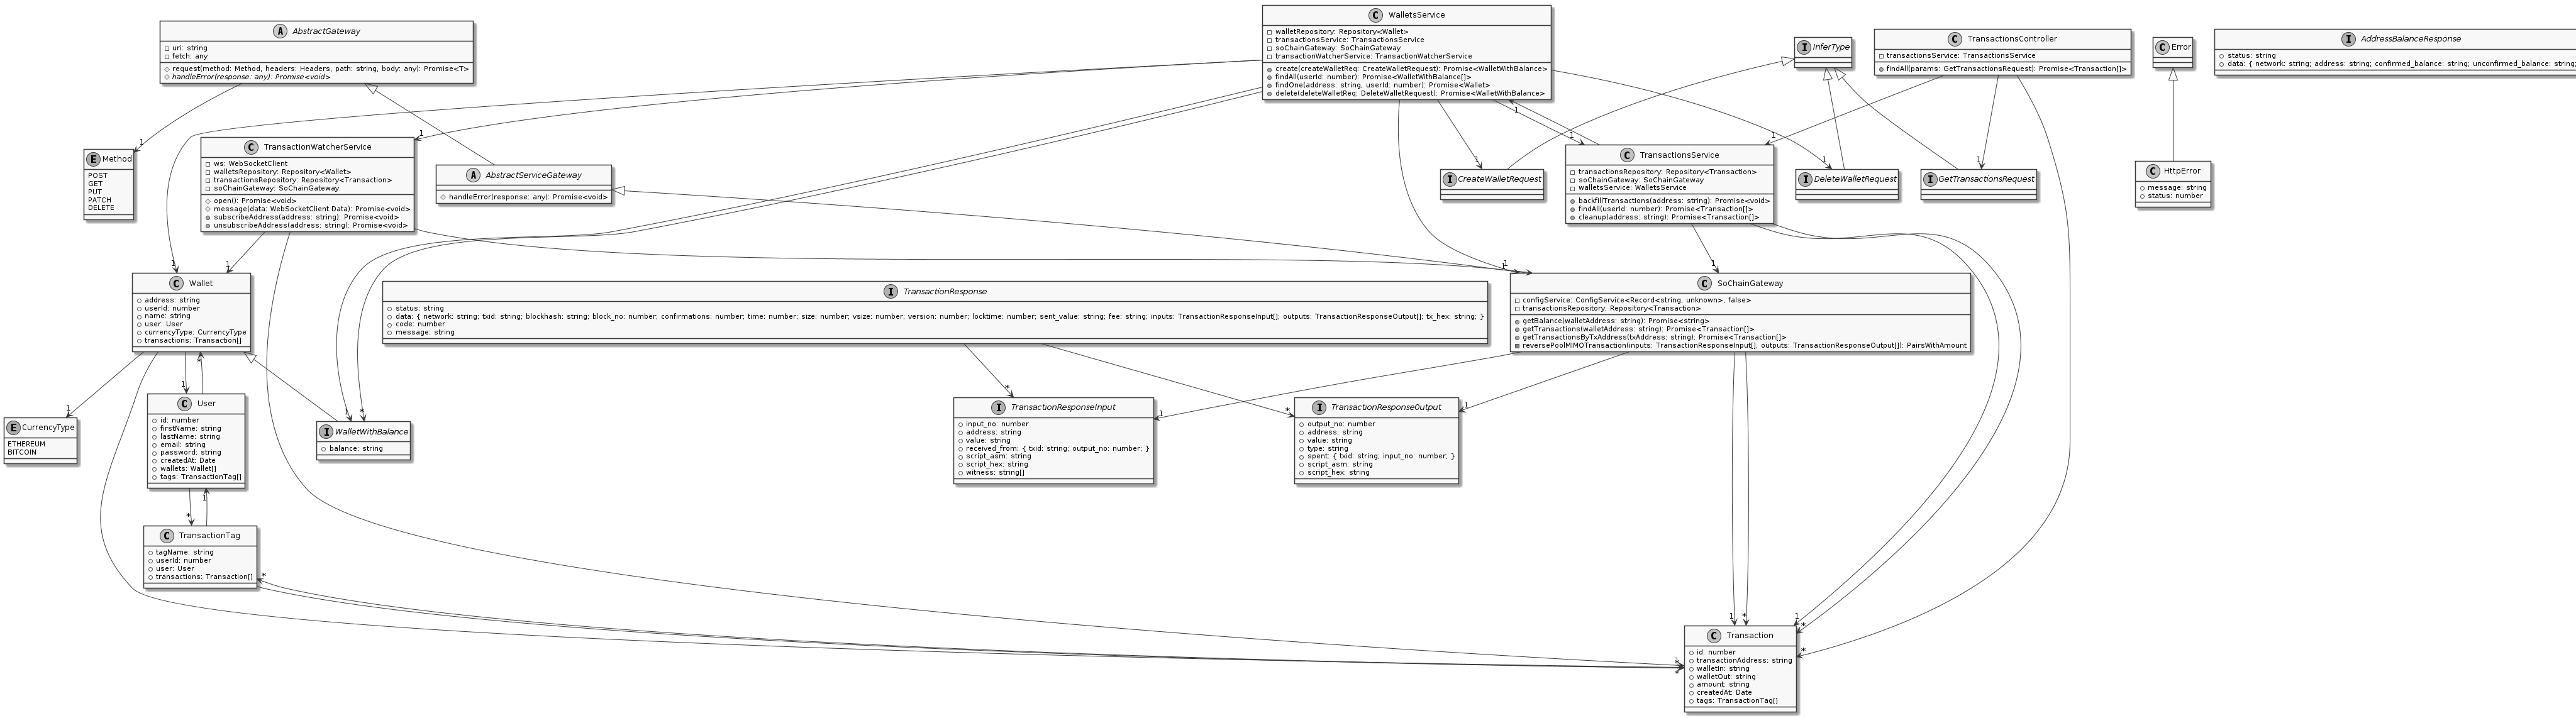 A AbstractGateway
uri: string
fetch: any
request(method: Method, headers: Headers, path: string, body: any): Promise<T>
handleError(response: any): Promise<void>
C WalletsService
walletRepository: Repository<Wallet>
transactionsService: TransactionsService
soChainGateway: SoChainGateway
transactionWatcherService: TransactionWatcherService
create(createWalletReq: CreateWalletRequest): Promise<WalletWithBalance>
findAll(userId: number): Promise<WalletWithBalance[]>
findOne(address: string, userId: number): Promise<Wallet>
delete(deleteWalletReq: DeleteWalletRequest): Promise<WalletWithBalance>
I InferType
C TransactionsController
transactionsService: TransactionsService
findAll(params: GetTransactionsRequest): Promise<Transaction[]>
C Error
I AddressBalanceResponse
status: string
data: { network: string; address: string; confirmed_balance: string; unconfirmed_balance: string;
E Method
POST
GET
PUT
PATCH
DELETE
C TransactionWatcherService
ws: WebSocketClient
walletsRepository: Repository<Wallet>
transactionsRepository: Repository<Transaction>
soChainGateway: SoChainGateway
open(): Promise<void>
message(data: WebSocketClient.Data): Promise<void>
subscribeAddress(address: string): Promise<void>
unsubscribeAddress(address: string): Promise<void>
A AbstractServiceGateway
handleError(response: any): Promise<void>
I CreateWalletRequest
C TransactionsService
transactionsRepository: Repository<Transaction>
soChainGateway: SoChainGateway
walletsService: WalletsService
backfillTransactions(address: string): Promise<void>
findAll(userId: number): Promise<Transaction[]>
cleanup(address: string): Promise<Transaction[]>
I DeleteWalletRequest
I GetTransactionsRequest
C HttpError
message: string
status: number
C Wallet
address: string
userId: number
name: string
user: User
currencyType: CurrencyType
transactions: Transaction[]
I TransactionResponse
status: string
data: { network: string; txid: string; blockhash: string; block_no: number; confirmations: number; time: number; size: number; vsize: number; version: number; locktime: number; sent_value: string; fee: string; inputs: TransactionResponseInput[]; outputs: TransactionResponseOutput[]; tx_hex: string; }
code: number
message: string
C SoChainGateway
configService: ConfigService<Record<string, unknown>, false>
transactionsRepository: Repository<Transaction>
getBalance(walletAddress: string): Promise<string>
getTransactions(walletAddress: string): Promise<Transaction[]>
getTransactionsByTxAddress(txAddress: string): Promise<Transaction[]>
reversePoolMIMOTransaction(inputs: TransactionResponseInput[], outputs: TransactionResponseOutput[]): PairsWithAmount
E CurrencyType
ETHEREUM
BITCOIN
C User
id: number
firstName: string
lastName: string
email: string
password: string
createdAt: Date
wallets: Wallet[]
tags: TransactionTag[]
I WalletWithBalance
balance: string
I TransactionResponseInput
input_no: number
address: string
value: string
received_from: { txid: string; output_no: number; }
script_asm: string
script_hex: string
witness: string[]
I TransactionResponseOutput
output_no: number
address: string
value: string
type: string
spent: { txid: string; input_no: number; }
script_asm: string
script_hex: string
C TransactionTag
tagName: string
userId: number
user: User
transactions: Transaction[]
C Transaction
id: number
transactionAddress: string
walletIn: string
walletOut: string
amount: string
createdAt: Date
tags: TransactionTag[]